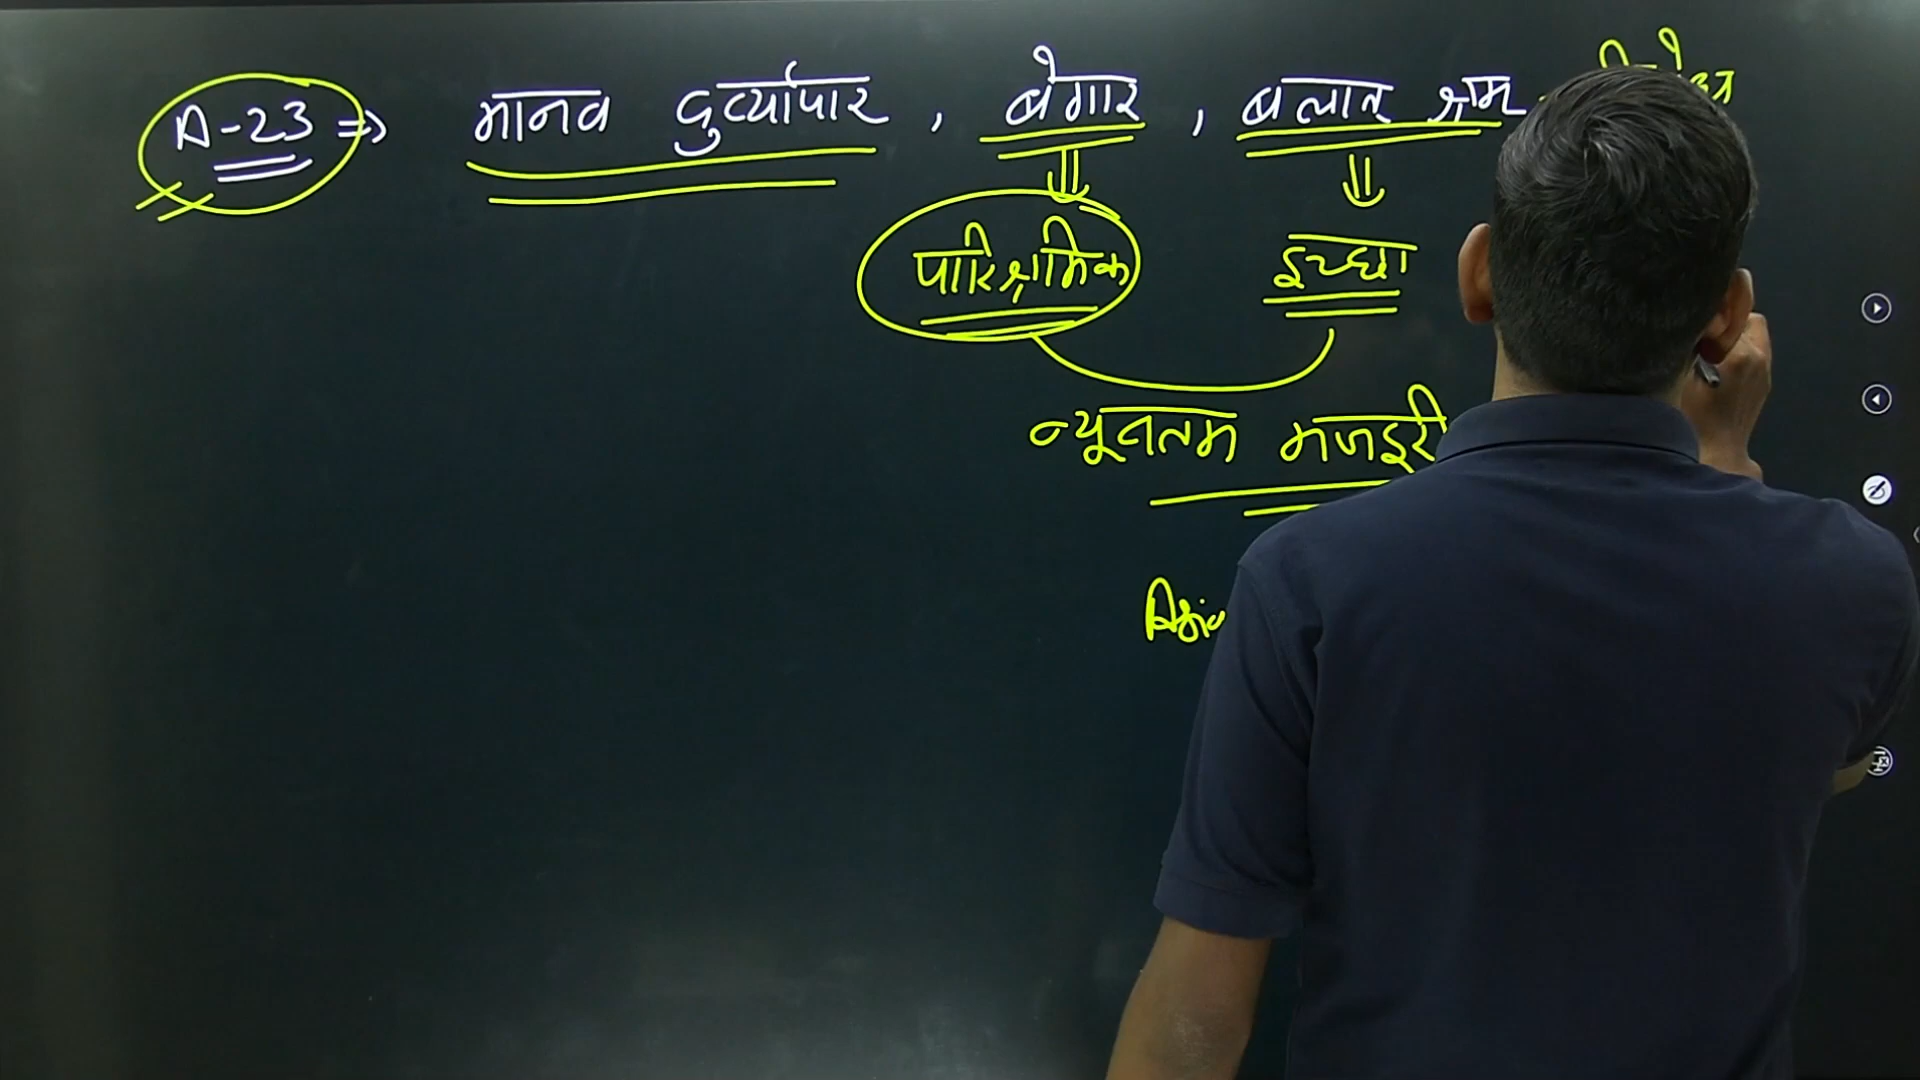 A-23 ⇒ मानव दुर्व्यापार, बेगार, बलात् श्रम
पारिश्रमिक इच्छा
न्यूनतम मजदूरी